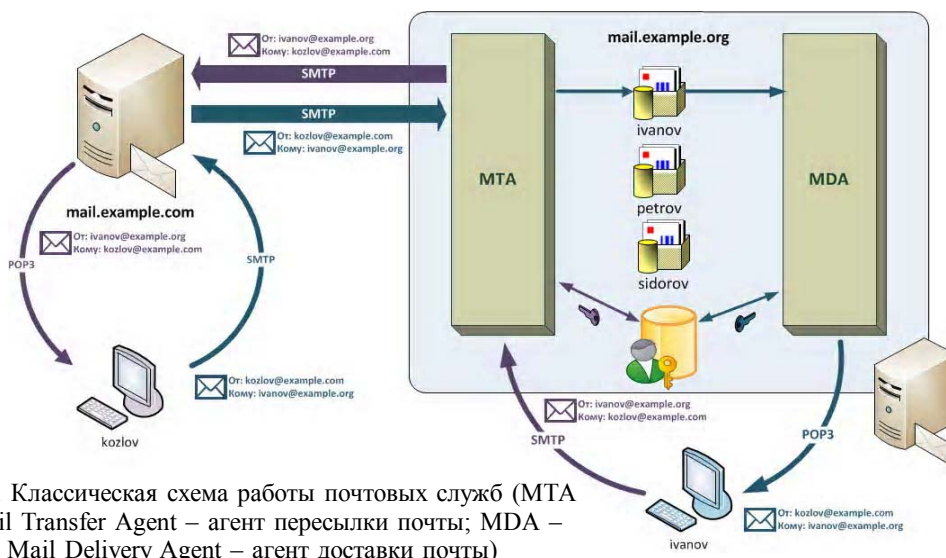 От: ivanov@example.org
Кому: kozlov@example.com
SMTP
SMTP
От: kozlov@example.com
Кому: ivanov@example.org
mail.example.com
От: ivanov@example.org
Кому: kozlov@example.com
POP3
SMTP
От: kozlov@example.com
Кому: ivanov@example.org
kozlov
mail.example.org
MTA
ivanov
petrov
sidorov
MDA
От: ivanov@example.org
Кому: kozlov@example.com
SMTP
POP3
От: kozlov@example.com
Кому: ivanov@example.org
ivanov
Классическая схема работы почтовых служб (MTA
Transfer Agent – агент пересылки почты; MDA –
Mail Delivery Agent – агент доставки почты)